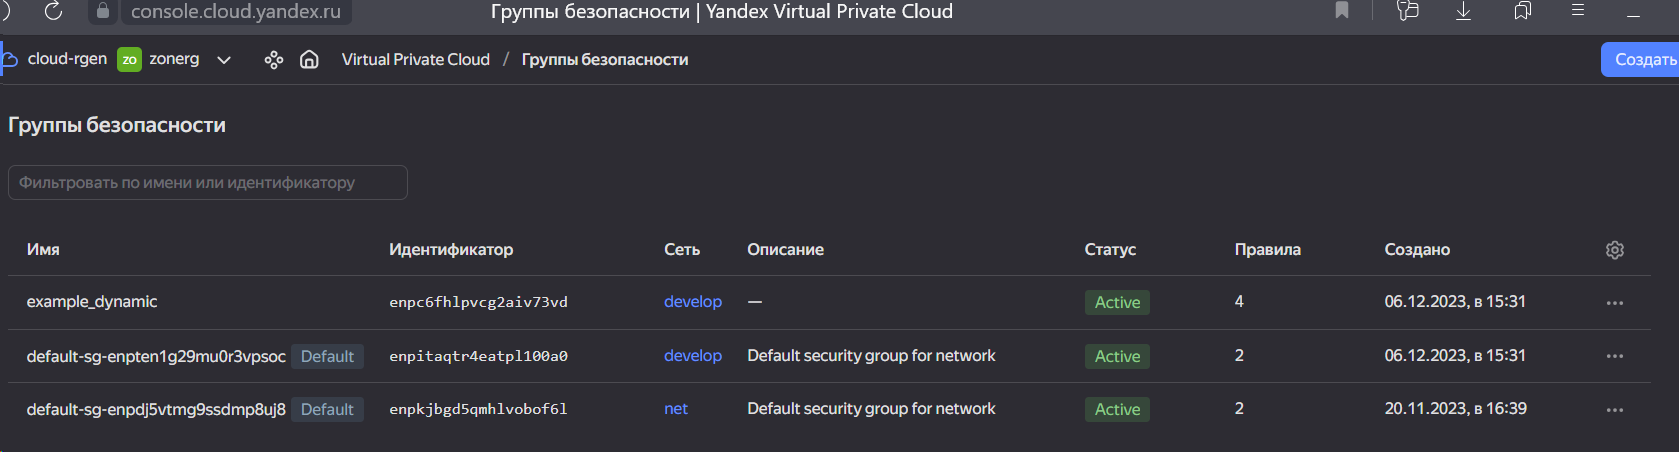 console.cloud.yandex.ru Группы безопасности | Yandex Virtual Private Cloud
cloud-rgen zo zonerg Virtual Private Cloud / Группы безопасности Создать
Группы безопасности
Фильтровать по имени или идентификатору
Имя Идентификатор Сеть Описание Статус Правила Создано
example_dynamic enpc6fhlpvcg2aiv73vd develop — Active 4 06.12.2023, в 15:31
default-sg-enpten1g29mu0r3vpsoc Default enpitaqtr4eatpl100a0 develop Default security group for network Active 2 06.12.2023, в 15:31
default-sg-enpdj5vtmg9ssdmp8uj8 Default enpkjbgd5qmhlvobof6l net Default security group for network Active 2 20.11.2023, в 16:39